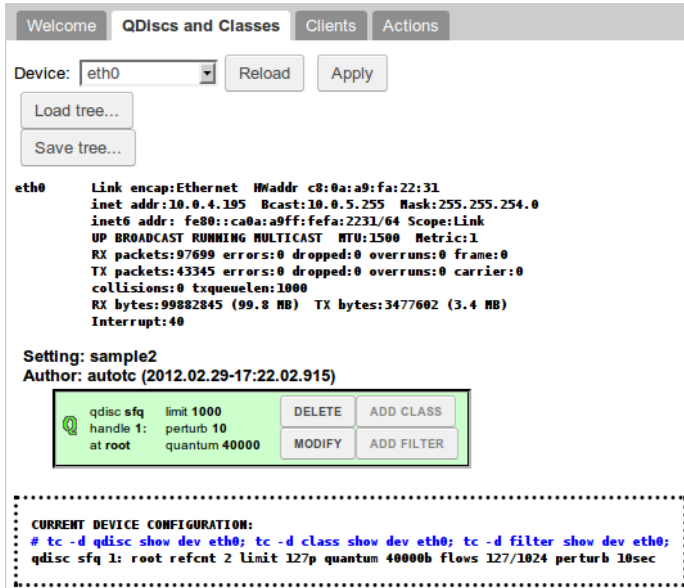 Welcome QDiscs and Classes Clients Actions
Device: eth0 Reload Apply
Load tree...
Save tree...
eth0 Link encap:Ethernet HWaddr c8:0a:a9:fa:22:31
inet addr:10.0.4.195 Bcast:10.0.5.255 Mask:255.255.254.0
inet6 addr: fe80::ca0a:a9ff:fefa:2231/64 Scope:Link
UP BROADCAST RUNNING MULTICAST MTU:1500 Metric:1
RX packets:97699 errors:0 dropped:0 overruns:0 frame:0
TX packets:43345 errors:0 dropped:0 overruns:0 carrier:0
collisions:0 txqueuelen:1000
RX bytes:99882845 (99.8 MB) TX bytes:3477602 (3.4 MB)
Interrupt:40
Setting: sample2
Author: autotc (2012.02.29-17:22.02.915)
Q
qdisc sfq limit 1000 DELETE ADD CLASS
handle 1: perturb 10
at root quantum 40000 MODIFY ADD FILTER
CURRENT DEVICE CONFIGURATION:
# tc -d qdisc show dev eth0; tc -d class show dev eth0; tc -d filter show dev eth0;
qdisc sfq 1: root refcnt 2 limit 127p quantum 40000b flows 127/1024 perturb 10sec